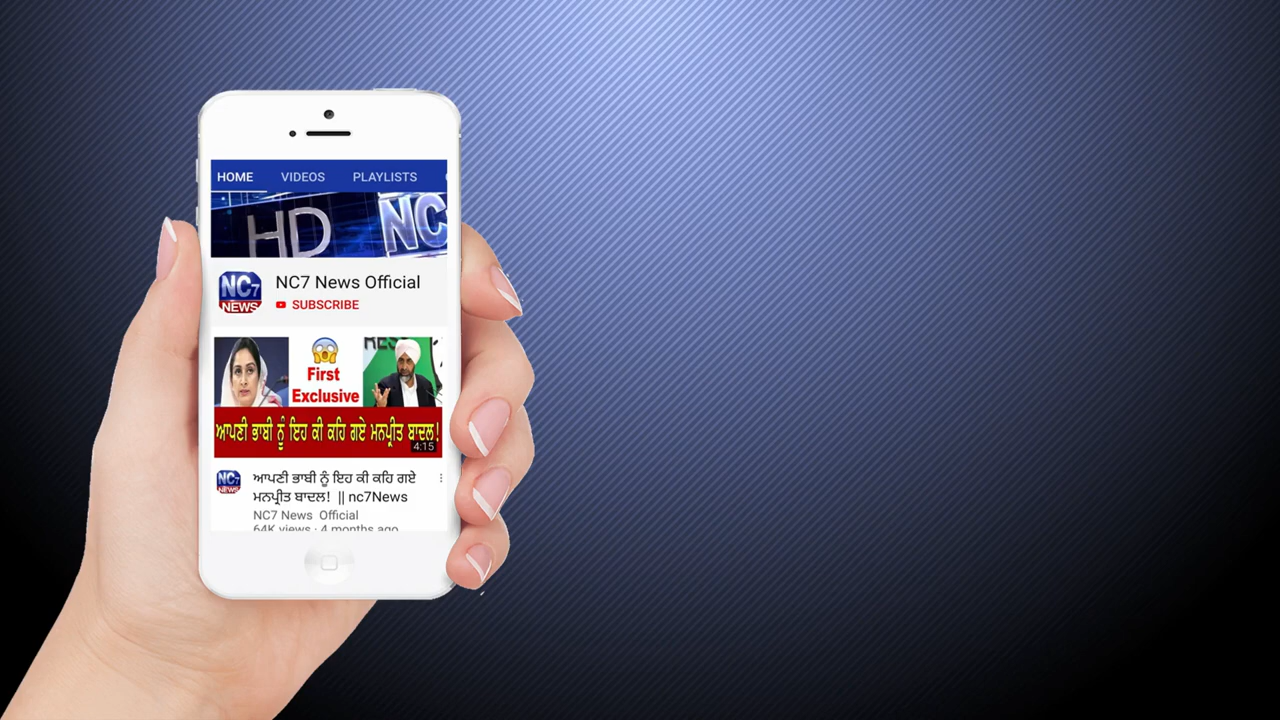 HOME VIDEOS PLAYLISTS
HD NC
NC7 NEWS
NC7 News Official
SUBSCRIBE
First
Exclusive
ਆਪਣੀ ਭਾਬੀ ਨੂੰ ਇਹ ਕੀ ਕਹਿ ਗਏ ਮਨਪ੍ਰੀਤ ਬਾਦਲ!
4:15
NC7 NEWS
ਆਪਣੀ ਭਾਬੀ ਨੂੰ ਇਹ ਕੀ ਕਹਿ ਗਏ
ਮਨਪ੍ਰੀਤ ਬਾਦਲ! || nc7News
NC7 News Official
64K views · 4 months ago